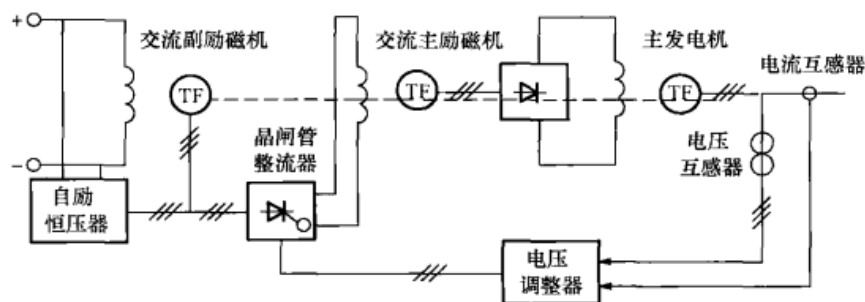 +
交流副励磁机
交流主励磁机
主发电机
电流互感器
TF
TF
TF
晶闸管
整流器
电压
互感器
-
自励
恒压器
电压
调整器